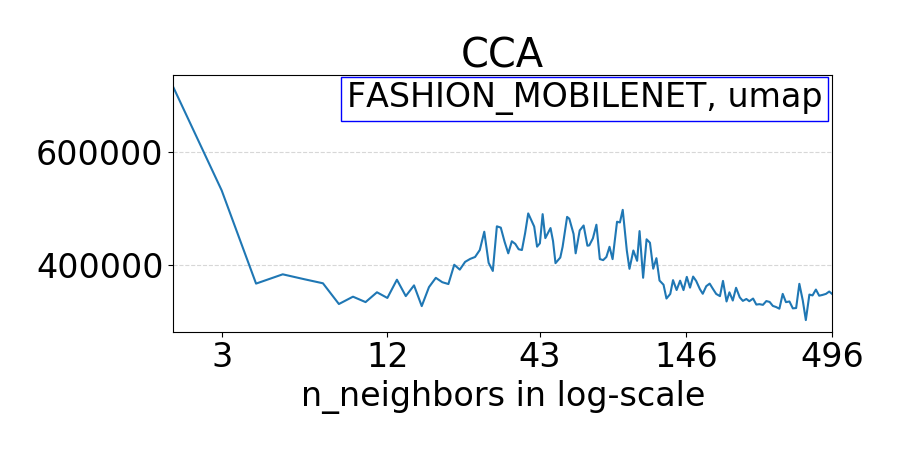 CCA
FASHION_MOBILENET, umap
600000
400000
3 12 43 146 496
n_neighbors in log-scale